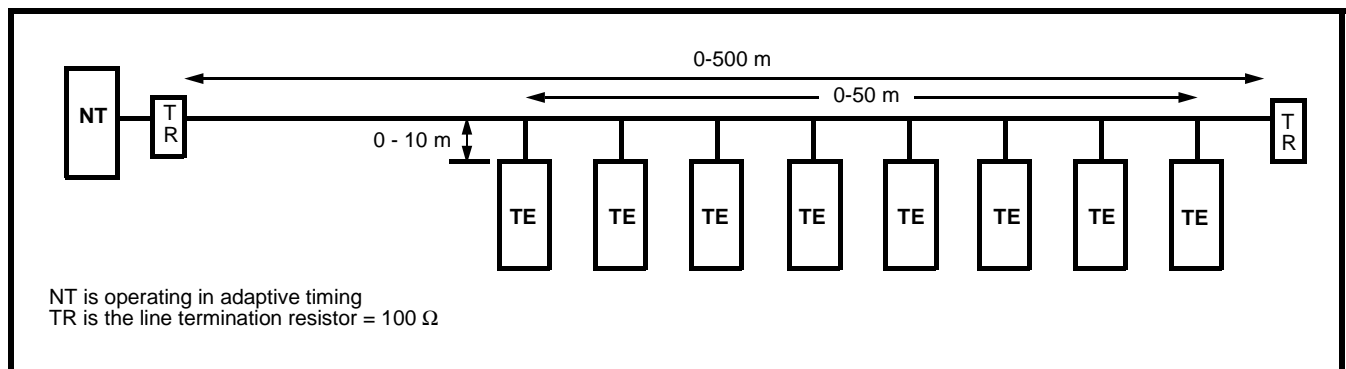 0-500 m
0-50 m
NT
T
R
T
R
0 - 10 m
TE
TE
TE
TE
TE
TE
TE
TE
NT is operating in adaptive timing
TR is the line termination resistor = 100 Ω